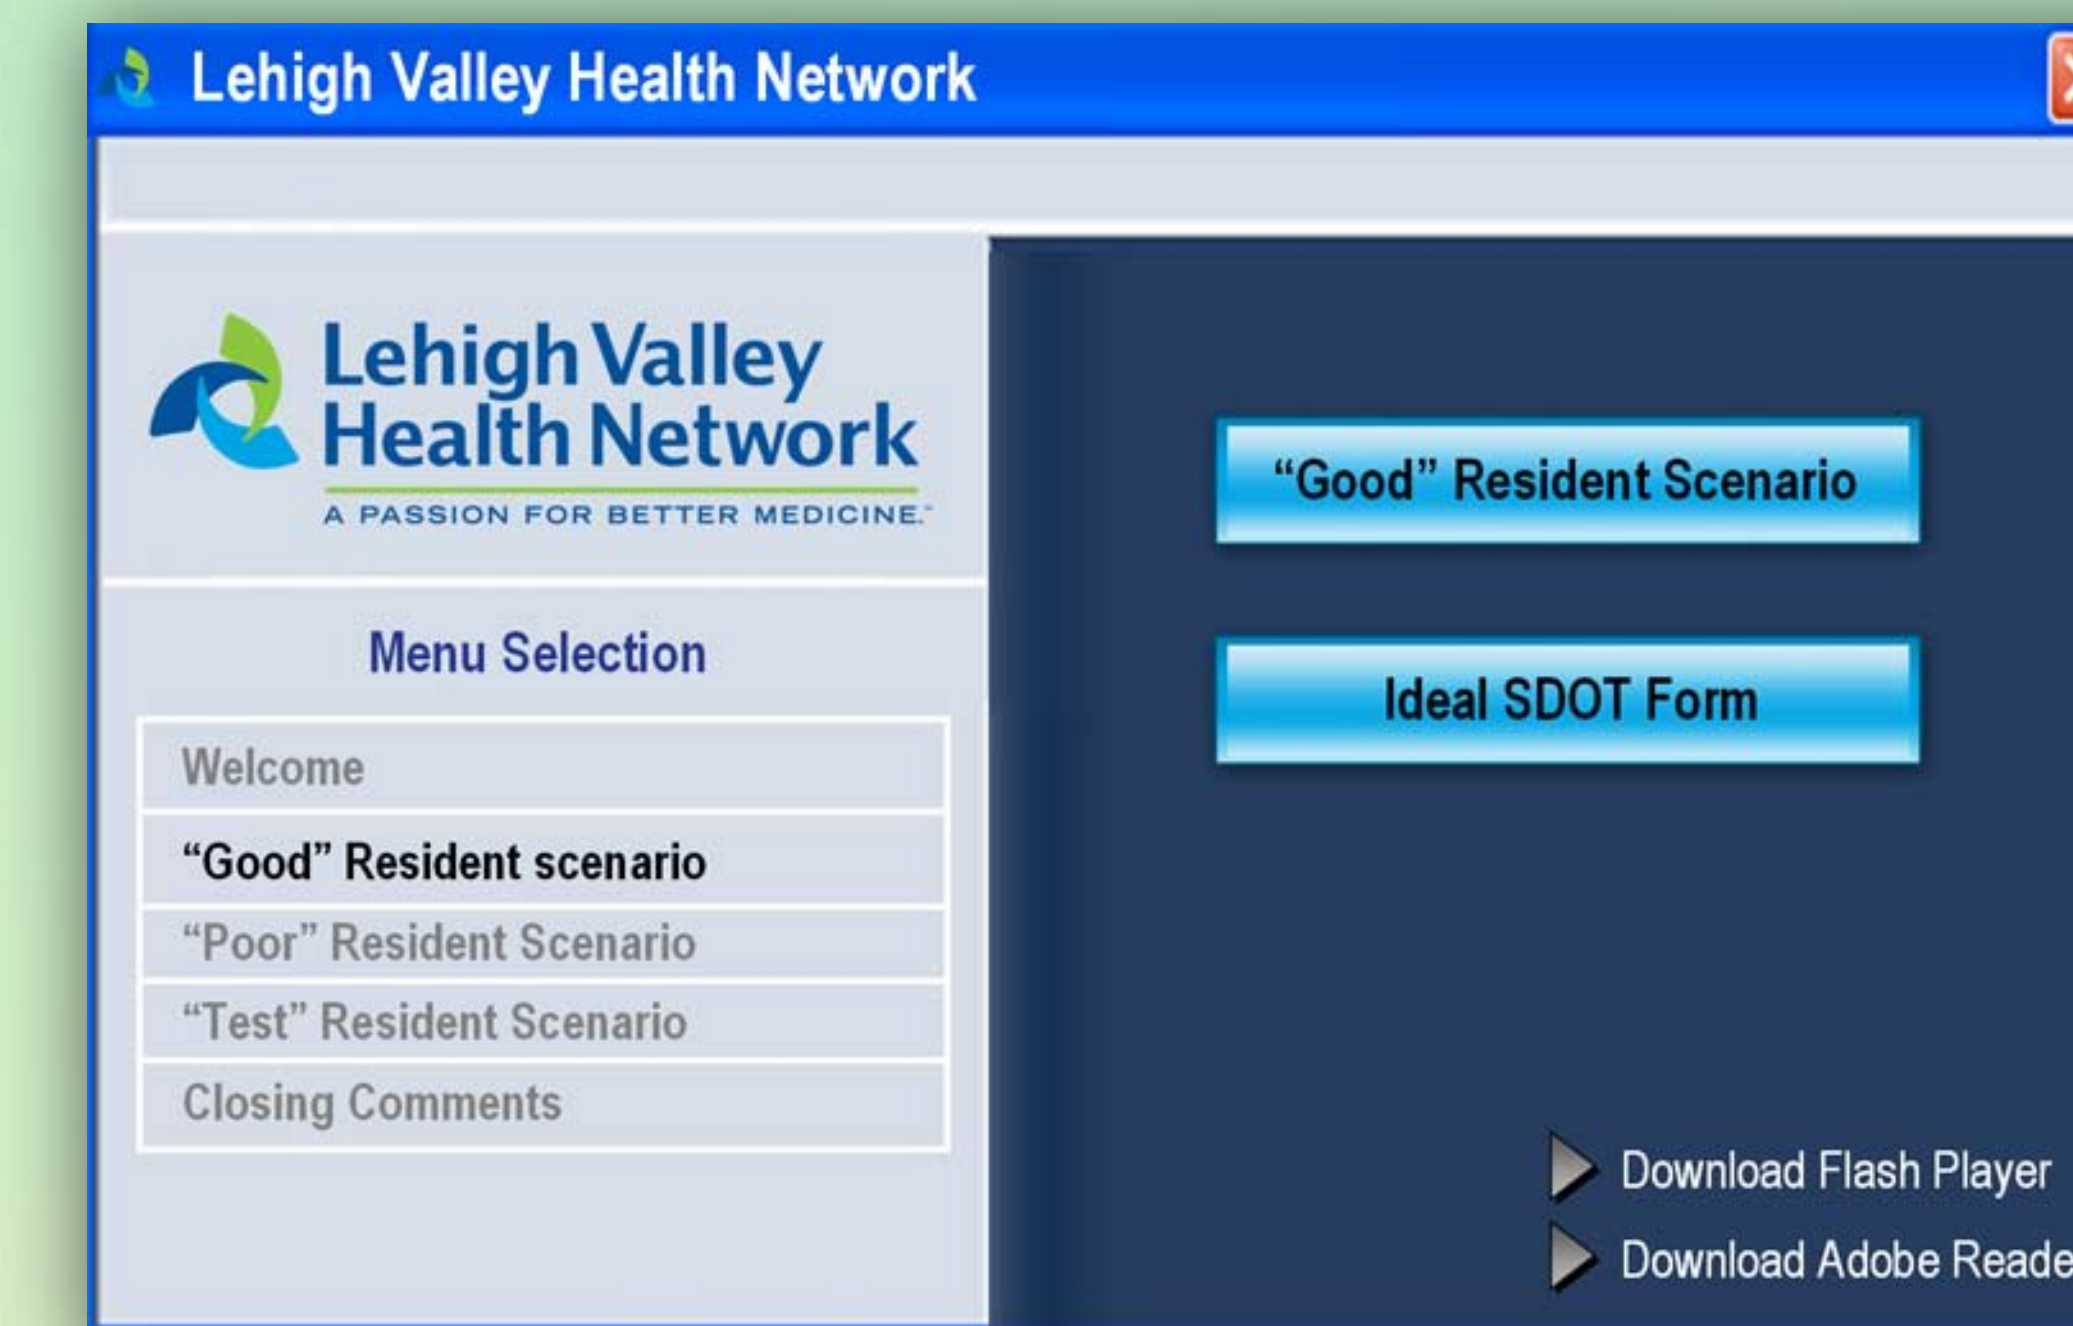 Lehigh Valley Health Network
Lehigh Valley
Health Network
A PASSION FOR BETTER MEDICINE.
Menu Selection
Welcome
“Good” Resident scenario
“Poor” Resident Scenario
“Test” Resident Scenario
Closing Comments
“Good” Resident Scenario
Ideal SDOT Form
Download Flash Player
Download Adobe Reade